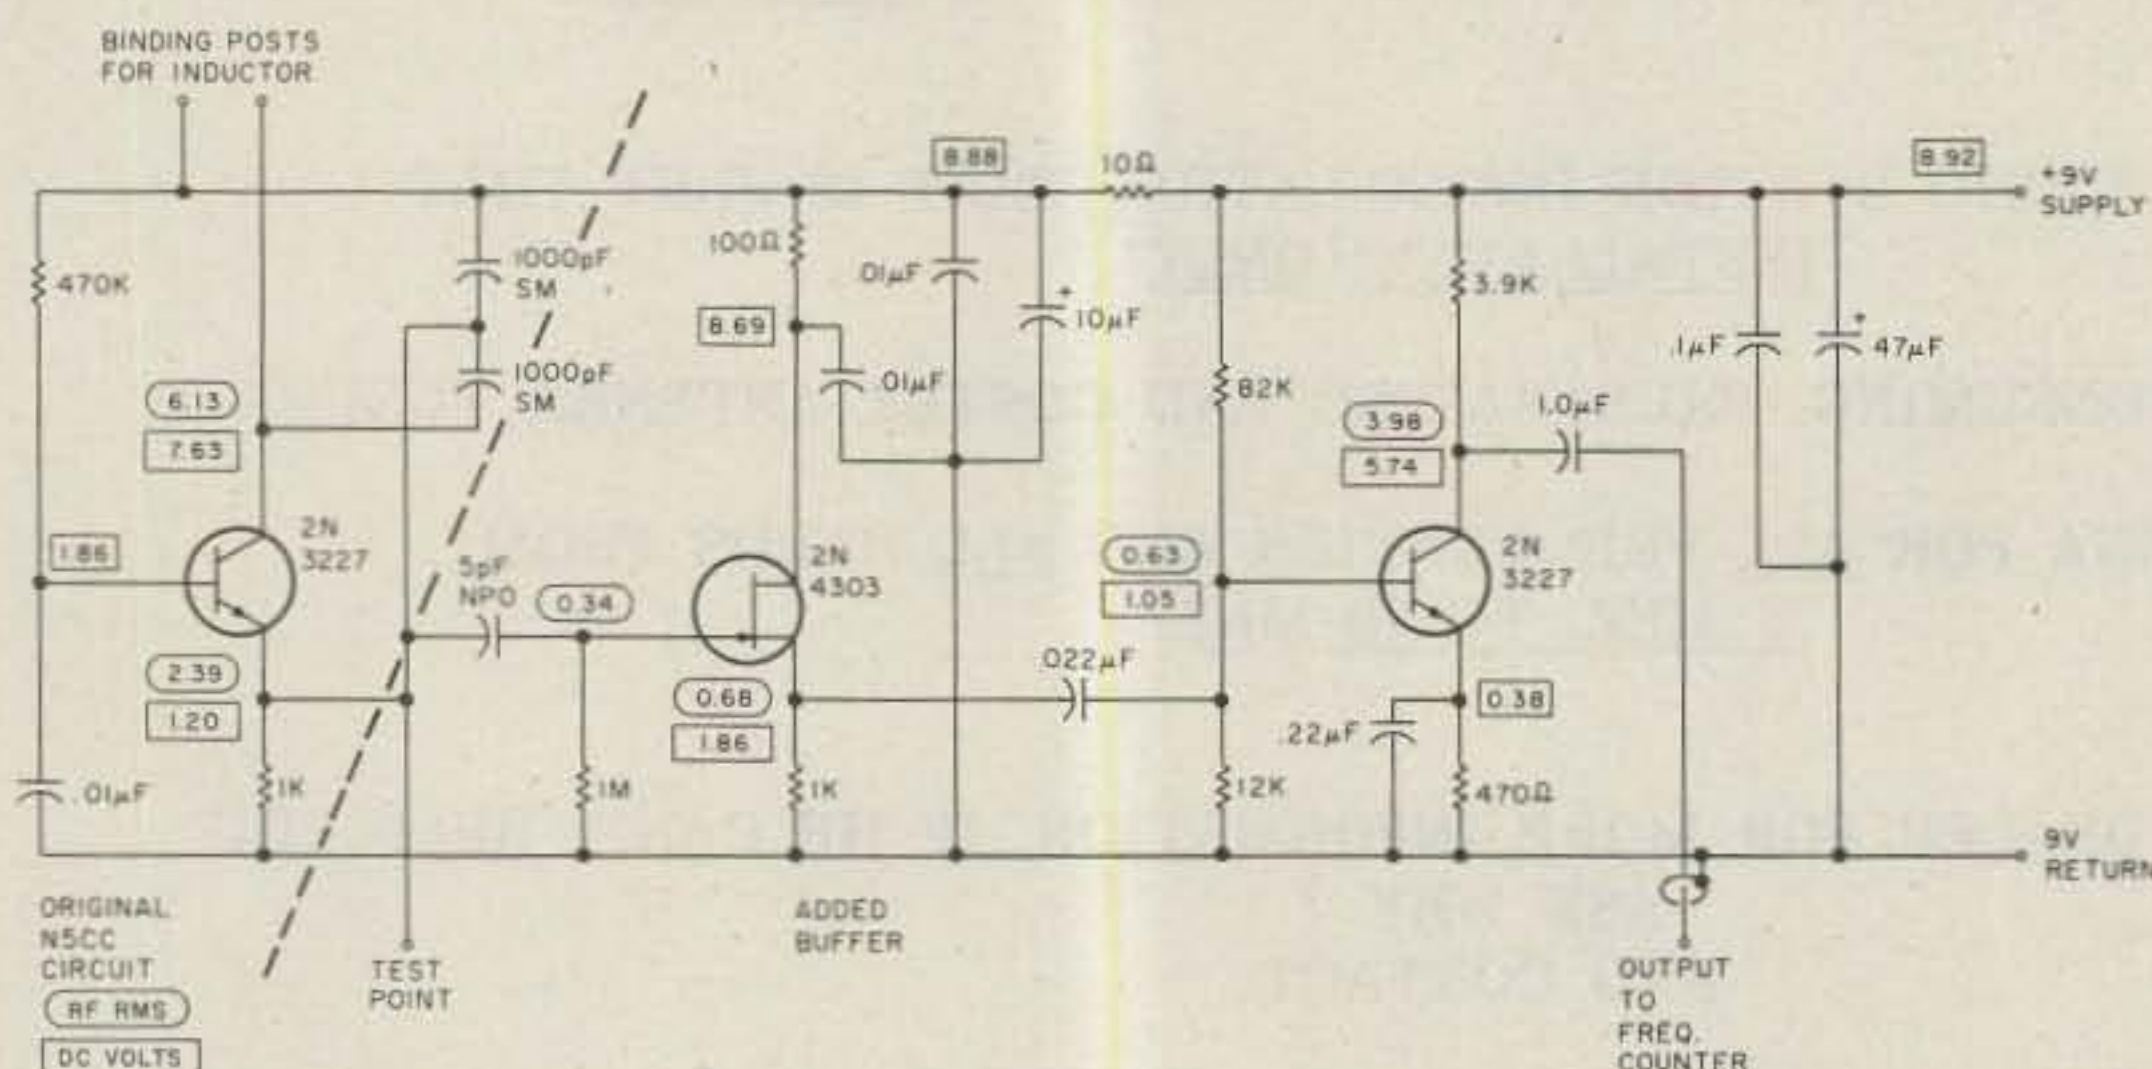 BINDING POSTS
FOR INDUCTOR
8.88
10Ω
8.92
+9V
SUPPLY
470K
1000pF
SM
100Ω
.01µF
+
10µF
3.9K
8.69
1000pF
SM
.01µF
82K
.1µF
+
47µF
6.13
7.63
3.98
5.74
1.0µF
1.86
2N
3227
5pF
NPO
0.34
2N
4303
0.63
1.05
2N
3227
2.39
1.20
0.68
1.86
.022µF
.22µF
0.38
.01µF
1K
1M
1K
12K
470Ω
9V
RETURN
ORIGINAL
N5CC
CIRCUIT
RF RMS
DC VOLTS
TEST
POINT
ADDED
BUFFER
OUTPUT
TO
FREQ.
COUNTER